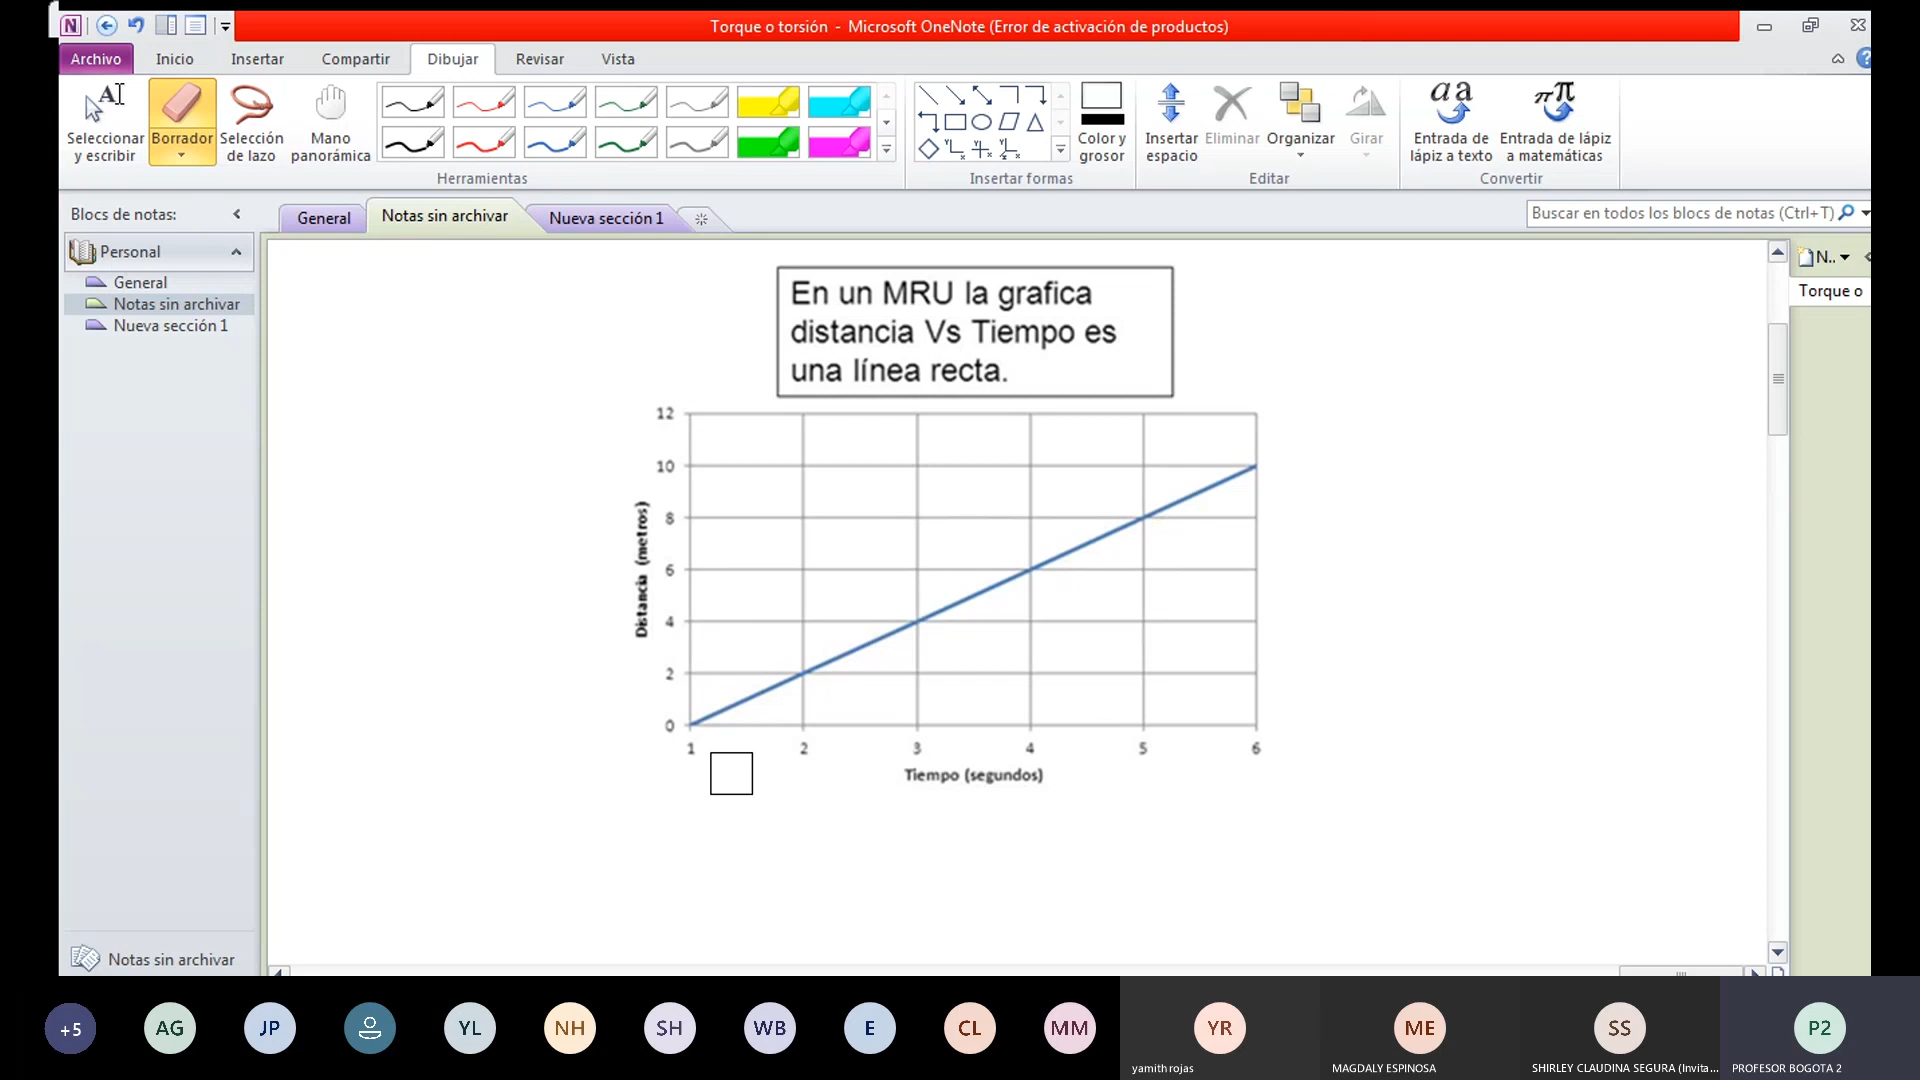 Torque o torsión - Microsoft OneNote (Error de activación de productos)
Archivo Inicio Insertar Compartir Dibujar Revisar Vista
Seleccionar y escribir
Borrador
Selección de lazo
Mano panorámica
Color y grosor
Insertar espacio
Eliminar
Organizar
Girar
Entrada de lápiz a texto
Entrada de lápiz a matemáticas
Herramientas
Insertar formas
Editar
Convertir
Blocs de notas:
General
Notas sin archivar
Nueva sección 1
Buscar en todos los blocs de notas (Ctrl+T)
Personal
General
Notas sin archivar
Nueva sección 1
N..
Torque o
En un MRU la grafica
distancia Vs Tiempo es
una línea recta.
12
10
8
6
4
2
0
Distancia (metros)
1 2 3 4 5 6
Tiempo (segundos)
Notas sin archivar
+5
AG
JP
YL
NH
SH
WB
E
CL
MM
YR
yamith rojas
ME
MAGDALY ESPINOSA
SS
SHIRLEY CLAUDINA SEGURA (Invita...
P2
PROFESOR BOGOTA 2